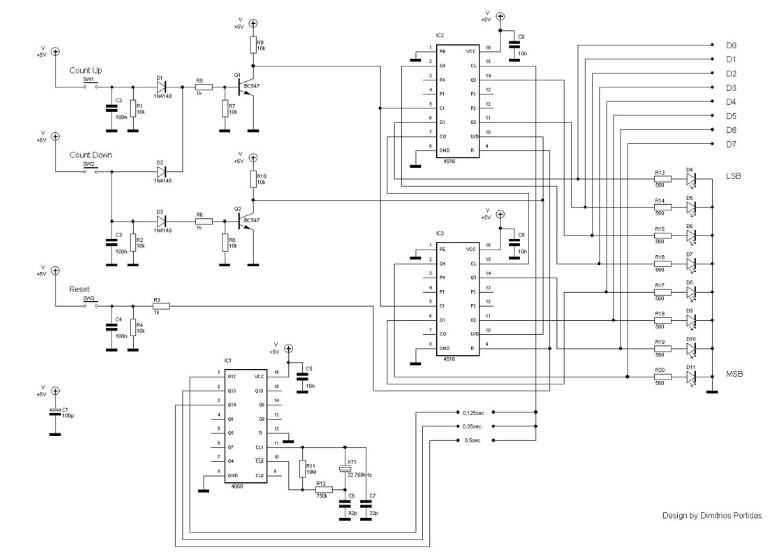 V
+5V
Count Up
SW1
C2
100n
R1
10k
D1
1N4148
R5
1k
R7
10k
R9
10k
V
+5V
Q1
BC547
V
+5V
Count Down
SW2
D2
1N4148
C3
100n
R2
10k
D3
1N4148
R6
1k
R8
10k
R10
10k
V
+5V
Q2
BC547
V
+5V
Reset
SW3
C4
100n
R4
10k
R3
1k
V
+5V
C1
100µ
IC2
V
+5V
C8
10n
1 PE VCC 16
2 Q4 CL 15
3 P4 Q3 14
4 P1 P3 13
5 CI P2 12
6 Q1 Q2 11
7 CO U/D 10
8 GND R 9
4516
IC3
V
+5V
C9
10n
1 PE VCC 16
2 Q4 CL 15
3 P4 Q3 14
4 P1 P3 13
5 CI P2 12
6 Q1 Q2 11
7 CO U/D 10
8 GND R 9
4516
IC1
V
+5V
C5
10n
1 Q12 VCC 16
2 Q13 Q10 15
3 Q14 Q8 14
4 Q6 Q9 13
5 Q5 R 12
6 Q7 CL1 11
7 Q4 CLO 10
8 GND CLO 9
4060
R11
10M
XT1
32.768kHz
R12
750k
C6
82p
C7
22p
0.125sec
0.25sec
0.5sec
D0
D1
D2
D3
D4
D5
D6
D7
LSB
R13
560
D4
R14
560
D5
R15
560
D6
R16
560
D7
R17
560
D8
R18
560
D9
R19
560
D10
R20
560
D11
MSB
Design by Dimitrios Porlidas